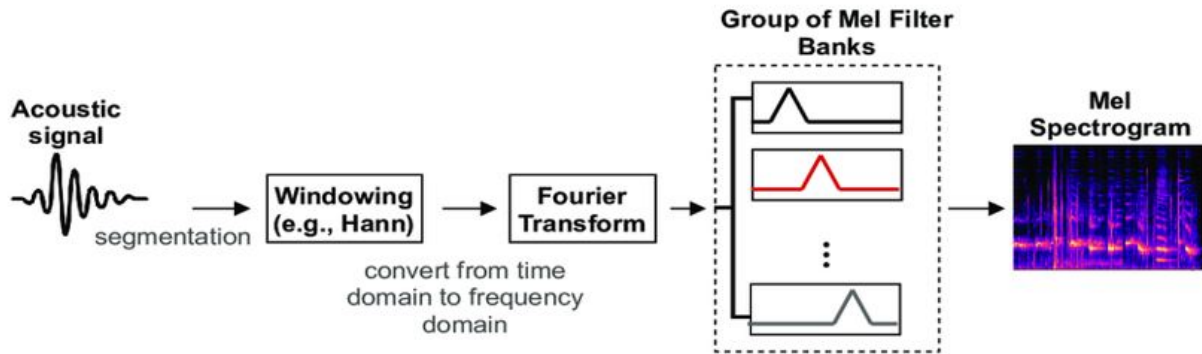 Group of Mel Filter
Banks
Acoustic
signal
segmentation
Windowing
(e.g., Hann)
Fourier
Transform
convert from time
domain to frequency
domain
Mel
Spectrogram